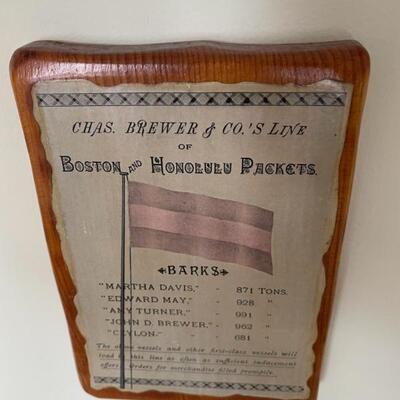 CHAS. BREWER & CO.'S LINE
OF
BOSTON AND HONOLULU PACKETS.
BARKS
"MARTHA DAVIS," - 871 TONS.
"EDWARD MAY," - 928 "
"AMY TURNER," - 991 "
"JOHN D. BREWER," - 962 "
"CEYLON." - 681 "
The above vessels and other first-class vessels will
load in this line as often as sufficient inducement
offers. Orders for merchandise filled promptly.